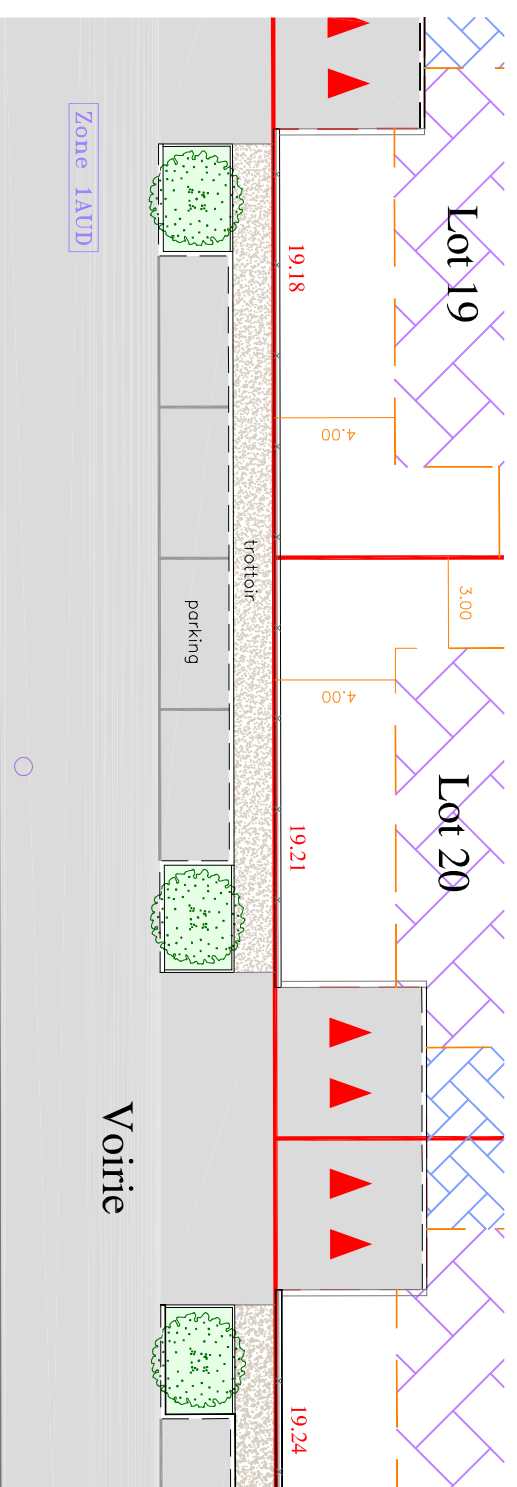 Zone 1AUD
Lot 19
19.18
4.00
trottoir
3.00
parking
4.00
Lot 20
19.21
Voirie
19.24